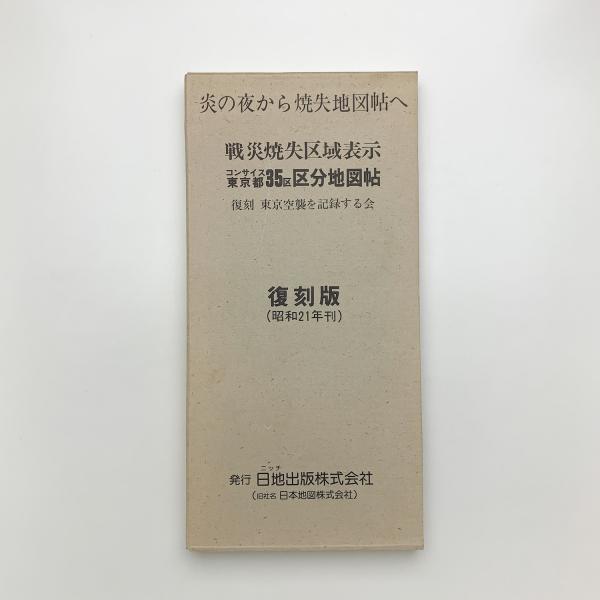 炎の夜から焼失地図帖へ
戦災焼失区域表示
コンサイス
東京都35区区分地図帖
復刻 東京空襲を記録する会
復刻版
(昭和21年刊)
ニッチ
発行 日地出版株式会社
(旧社名 日本地図株式会社)